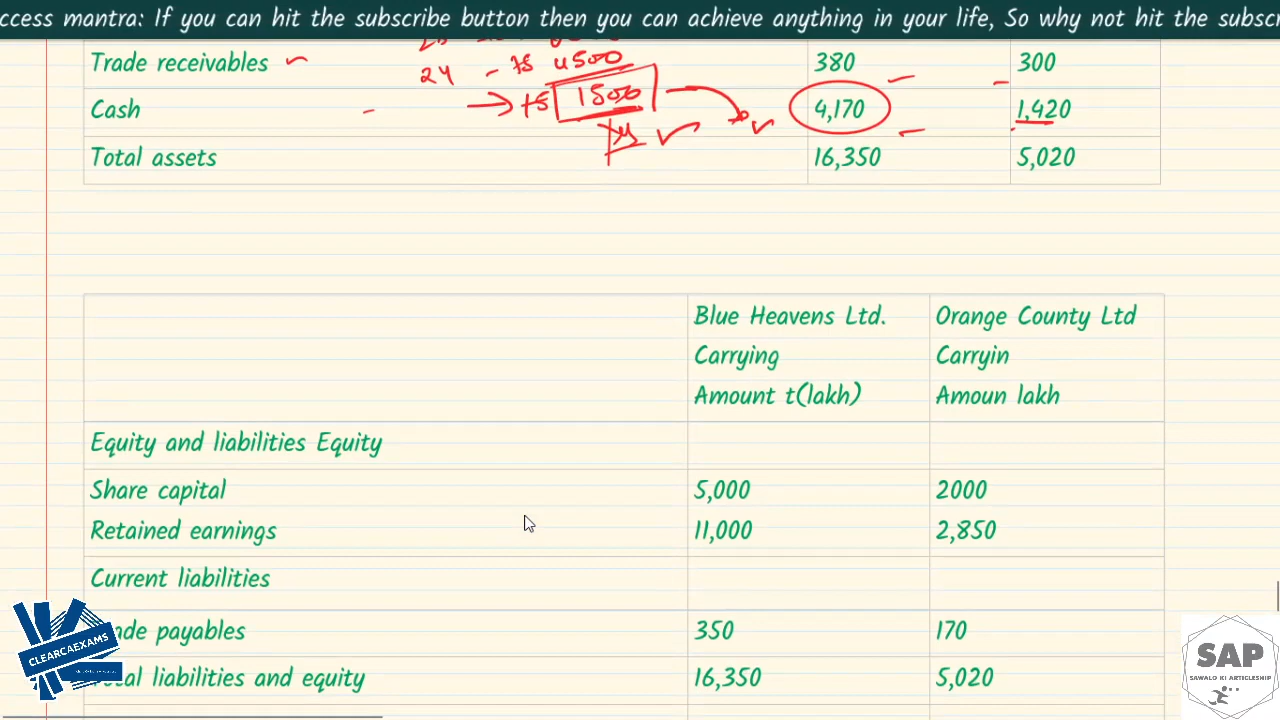 ccess mantra: If you can hit the subscribe button then you can achieve anything in your life, So why not hit the subscr
Trade receivables 380 300
24 - 75 4500
Cash 4,170 1,420
→ +5 1500
Total assets 16,350 5,020
Blue Heavens Ltd. Orange County Ltd
Carrying Carryin
Amount t(lakh) Amoun lakh
Equity and liabilities Equity
Share capital 5,000 2000
Retained earnings 11,000 2,850
Current liabilities
ade payables 350 170
al liabilities and equity 16,350 5,020
CLEARCAEXAMS
SAP
SAWALO KI ARTICLESHIP